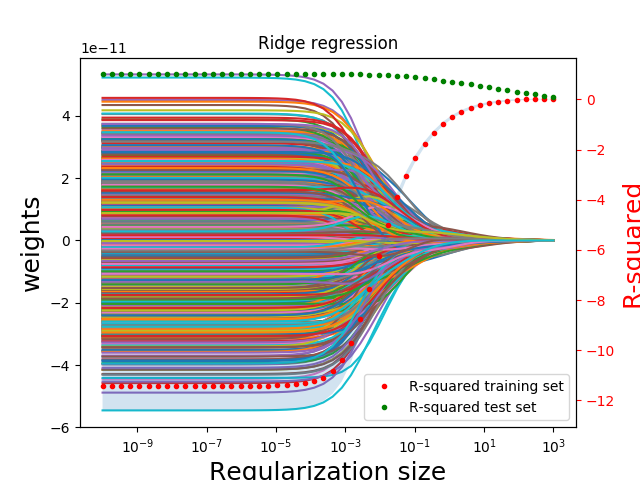 Ridge regression
1e−11
4
2
0
−2
−4
−6
weights
0
−2
−4
−6
−8
−10
−12
R-squared
R-squared training set
R-squared test set
10⁻⁹ 10⁻⁷ 10⁻⁵ 10⁻³ 10⁻¹ 10¹ 10³
Regularization size